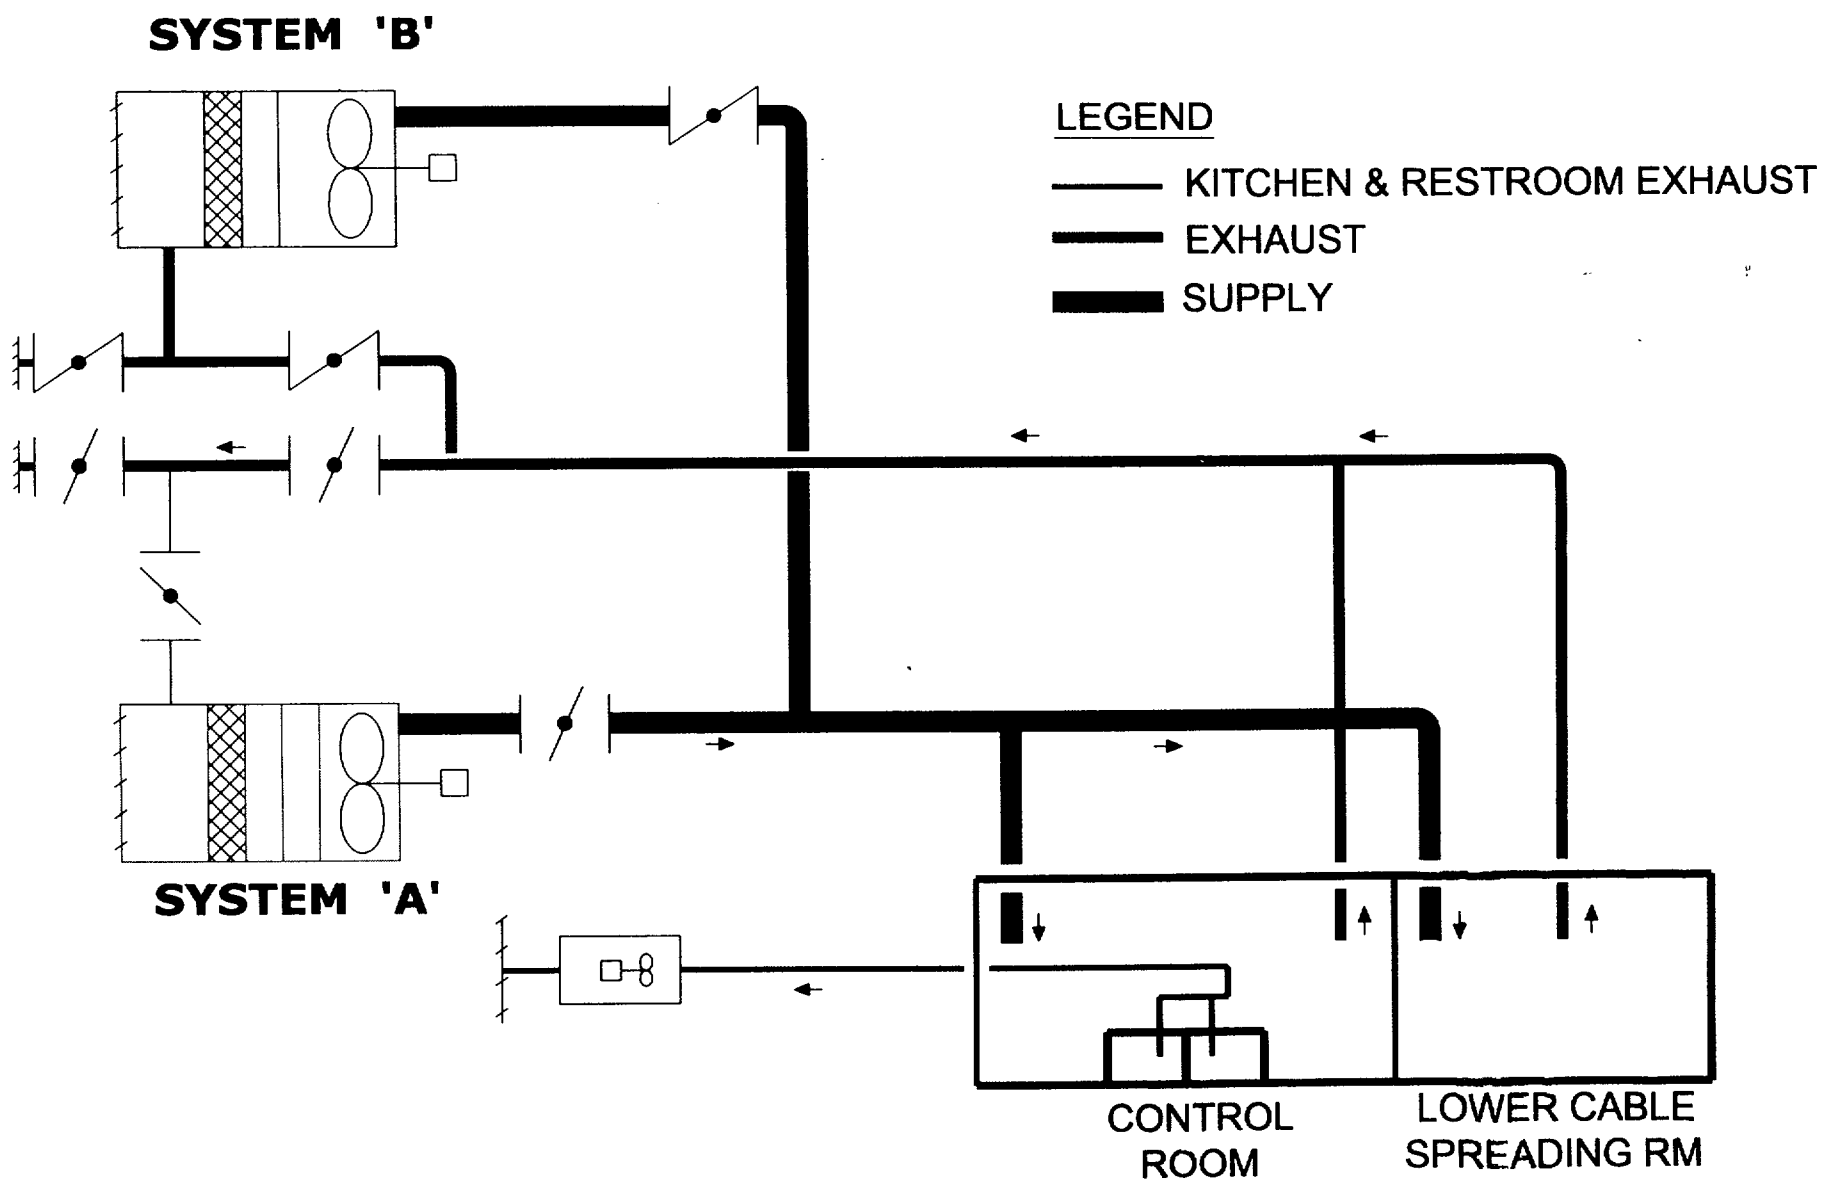 SYSTEM 'B'
LEGEND
KITCHEN & RESTROOM EXHAUST
EXHAUST
SUPPLY
SYSTEM 'A'
CONTROL
ROOM
LOWER CABLE
SPREADING RM